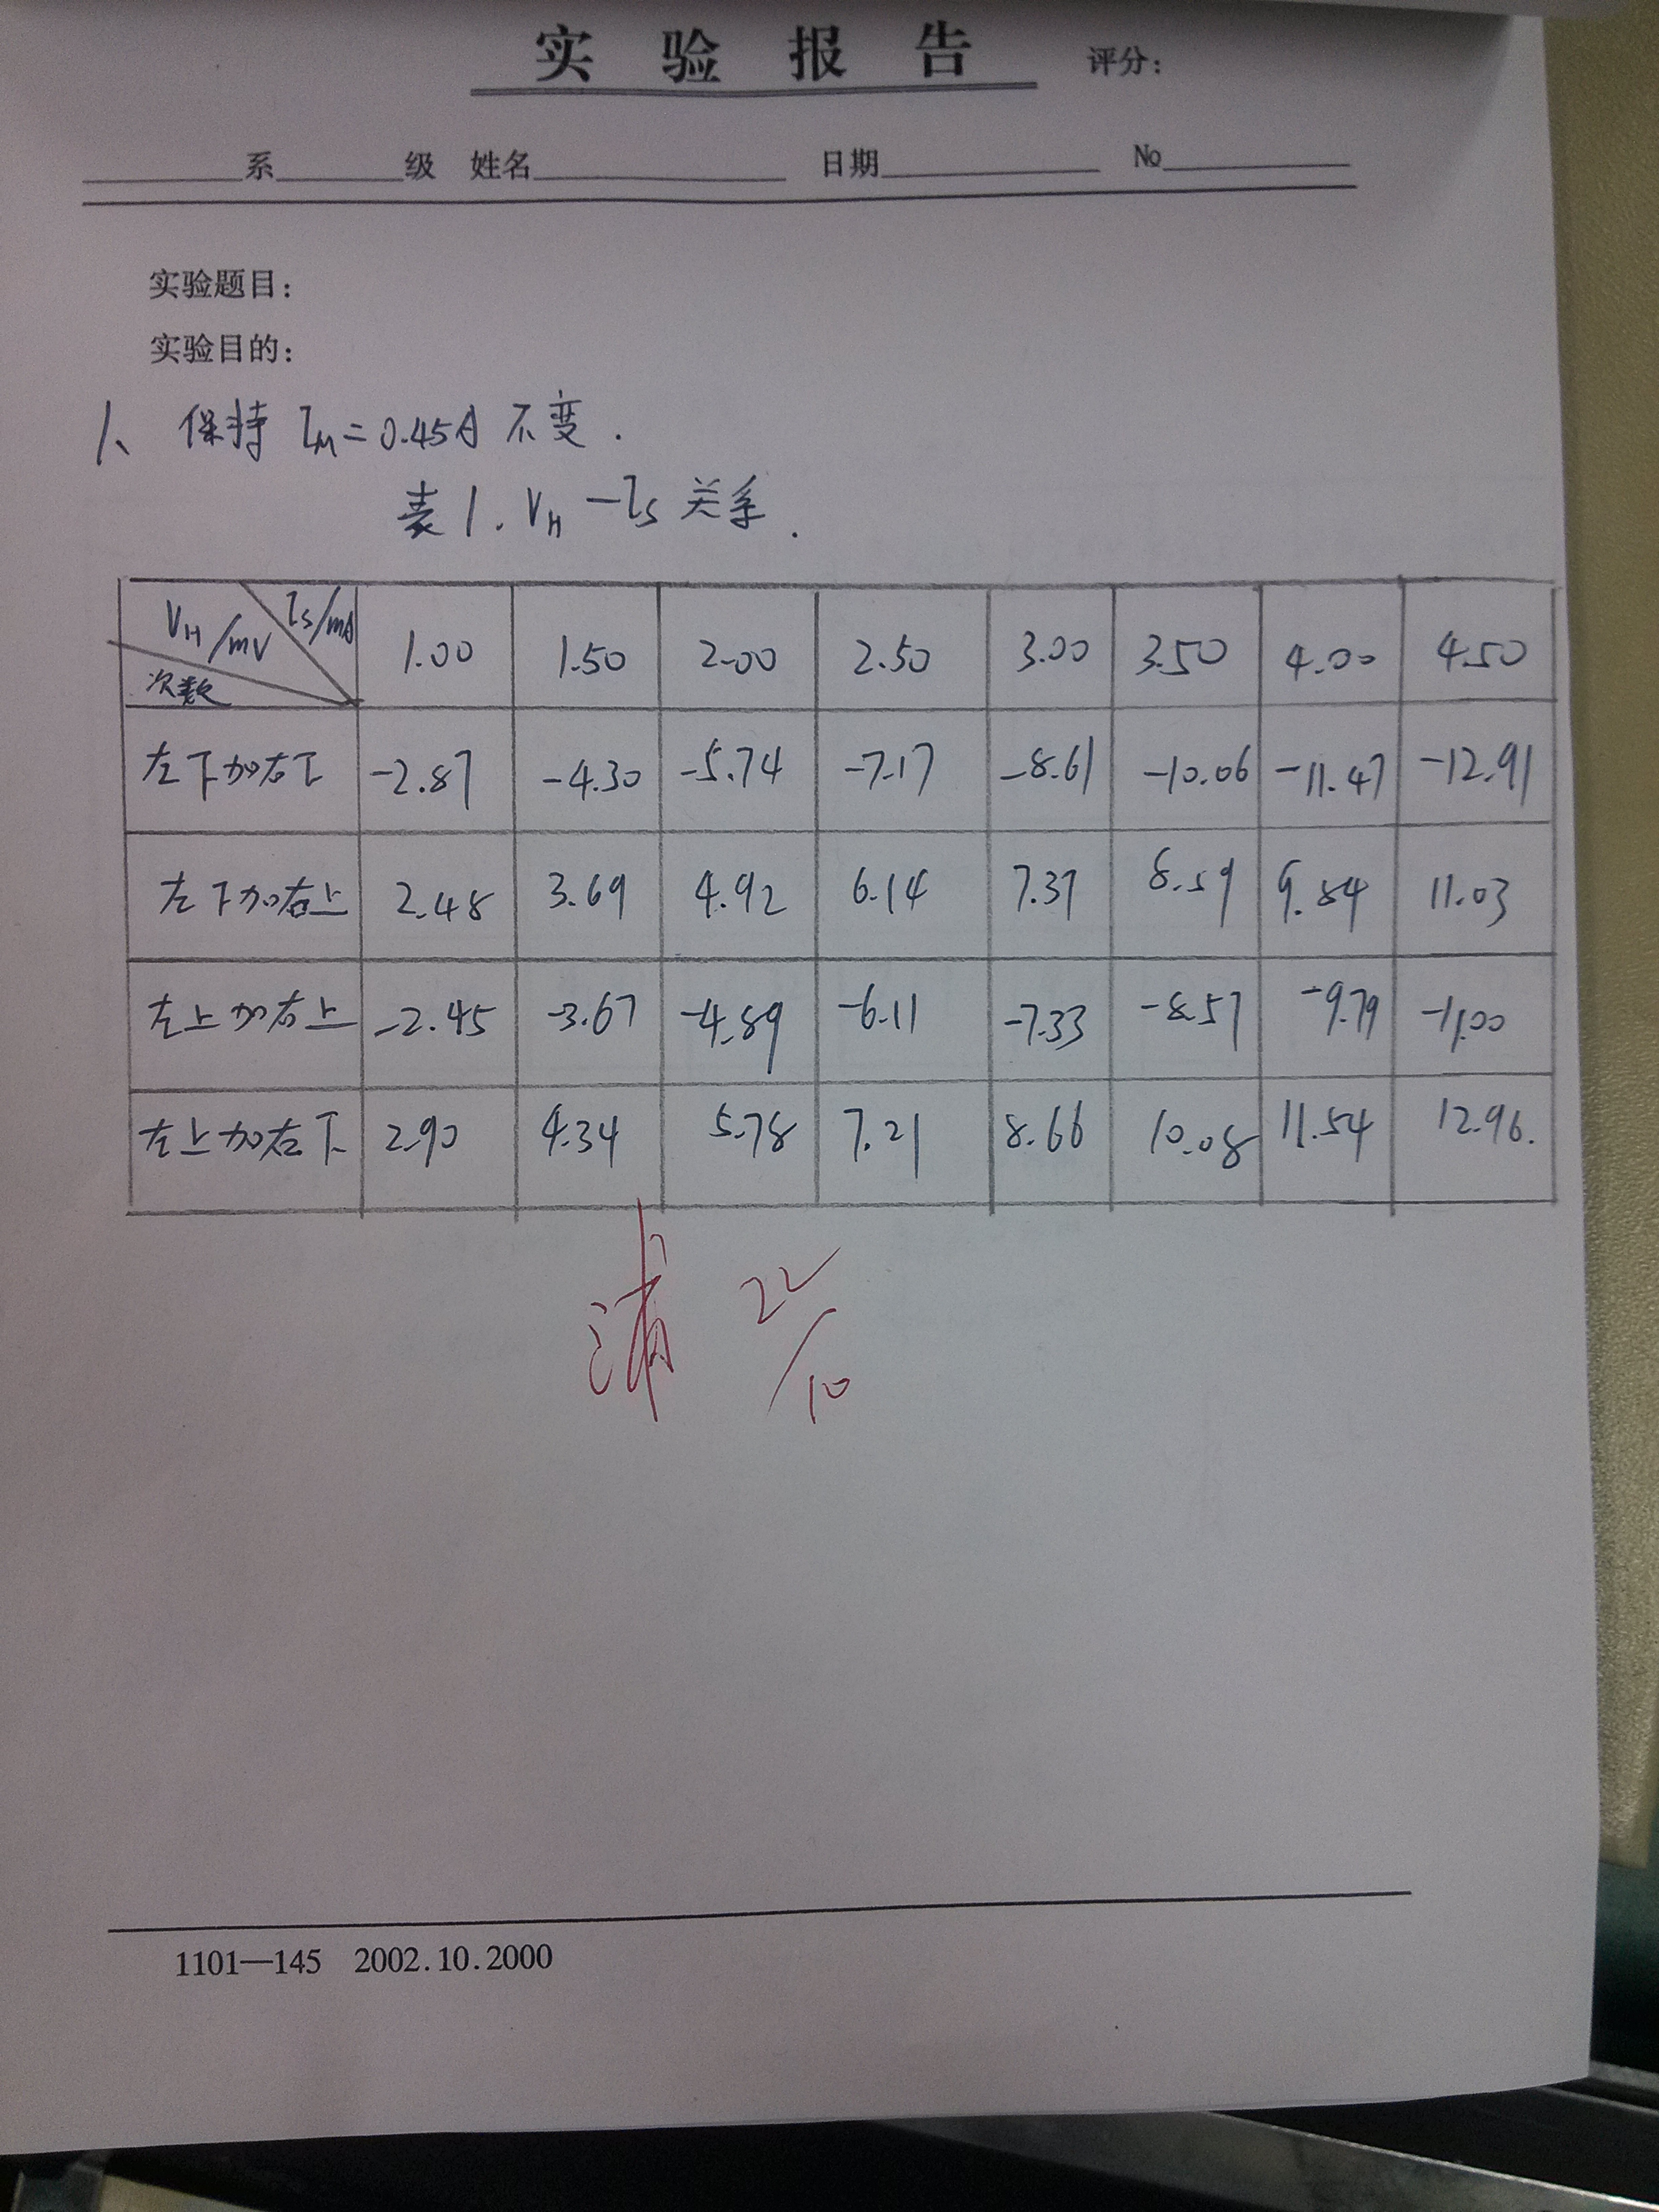 实验报告 评分:
系 级 姓名 日期 No
实验题目:
实验目的:
1、保持 IM=0.45A 不变.
表1. VH-Is 关系.
VH/mV Is/mA 次数 1.00 1.50 2.00 2.50 3.00 3.50 4.00 4.50
左下加右下 -2.87 -4.30 -5.74 -7.17 -8.61 -10.06 -11.47 -12.91
左下加右上 2.48 3.69 4.92 6.14 7.37 8.59 9.84 11.03
左上加右上 -2.45 -3.67 -4.89 -6.11 -7.33 -8.57 -9.79 -11.00
左上加右下 2.90 4.34 5.78 7.21 8.66 10.08 11.54 12.96.
浦 22/10
1101—145 2002.10.2000